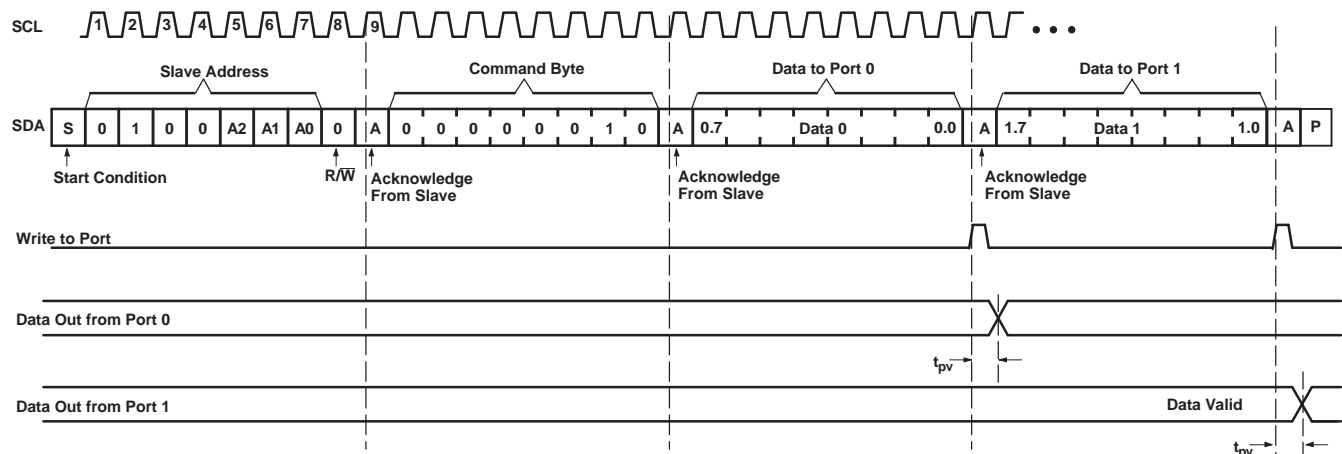 SCL 1 2 3 4 5 6 7 8 9 • • •
Slave Address Command Byte Data to Port 0 Data to Port 1
SDA S 0 1 0 0 A2 A1 A0 0 A 0 0 0 0 0 0 1 0 A 0.7 Data 0 0.0 A 1.7 Data 1 1.0 A P
Start Condition R/W̅ Acknowledge From Slave Acknowledge From Slave Acknowledge From Slave
Write to Port
Data Out from Port 0
tpv
Data Out from Port 1 Data Valid
tpv